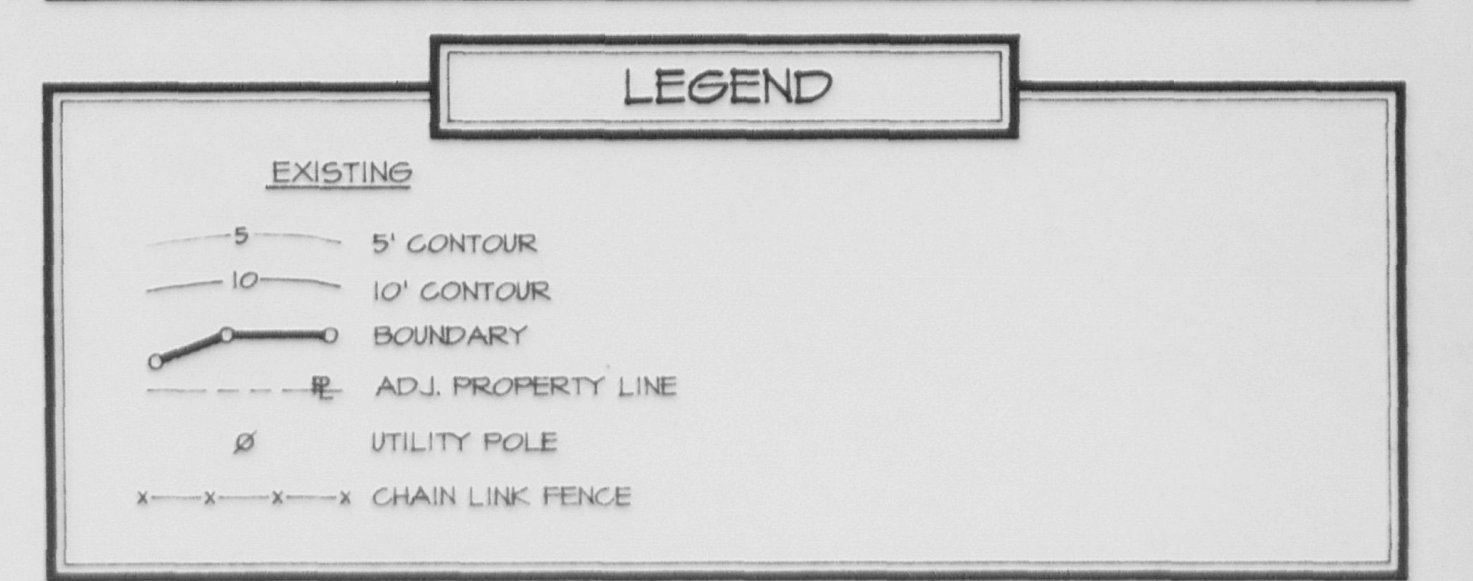 LEGEND
EXISTING
5 5' CONTOUR
10 10' CONTOUR
BOUNDARY
PL ADJ. PROPERTY LINE
Ø UTILITY POLE
x x x x CHAIN LINK FENCE